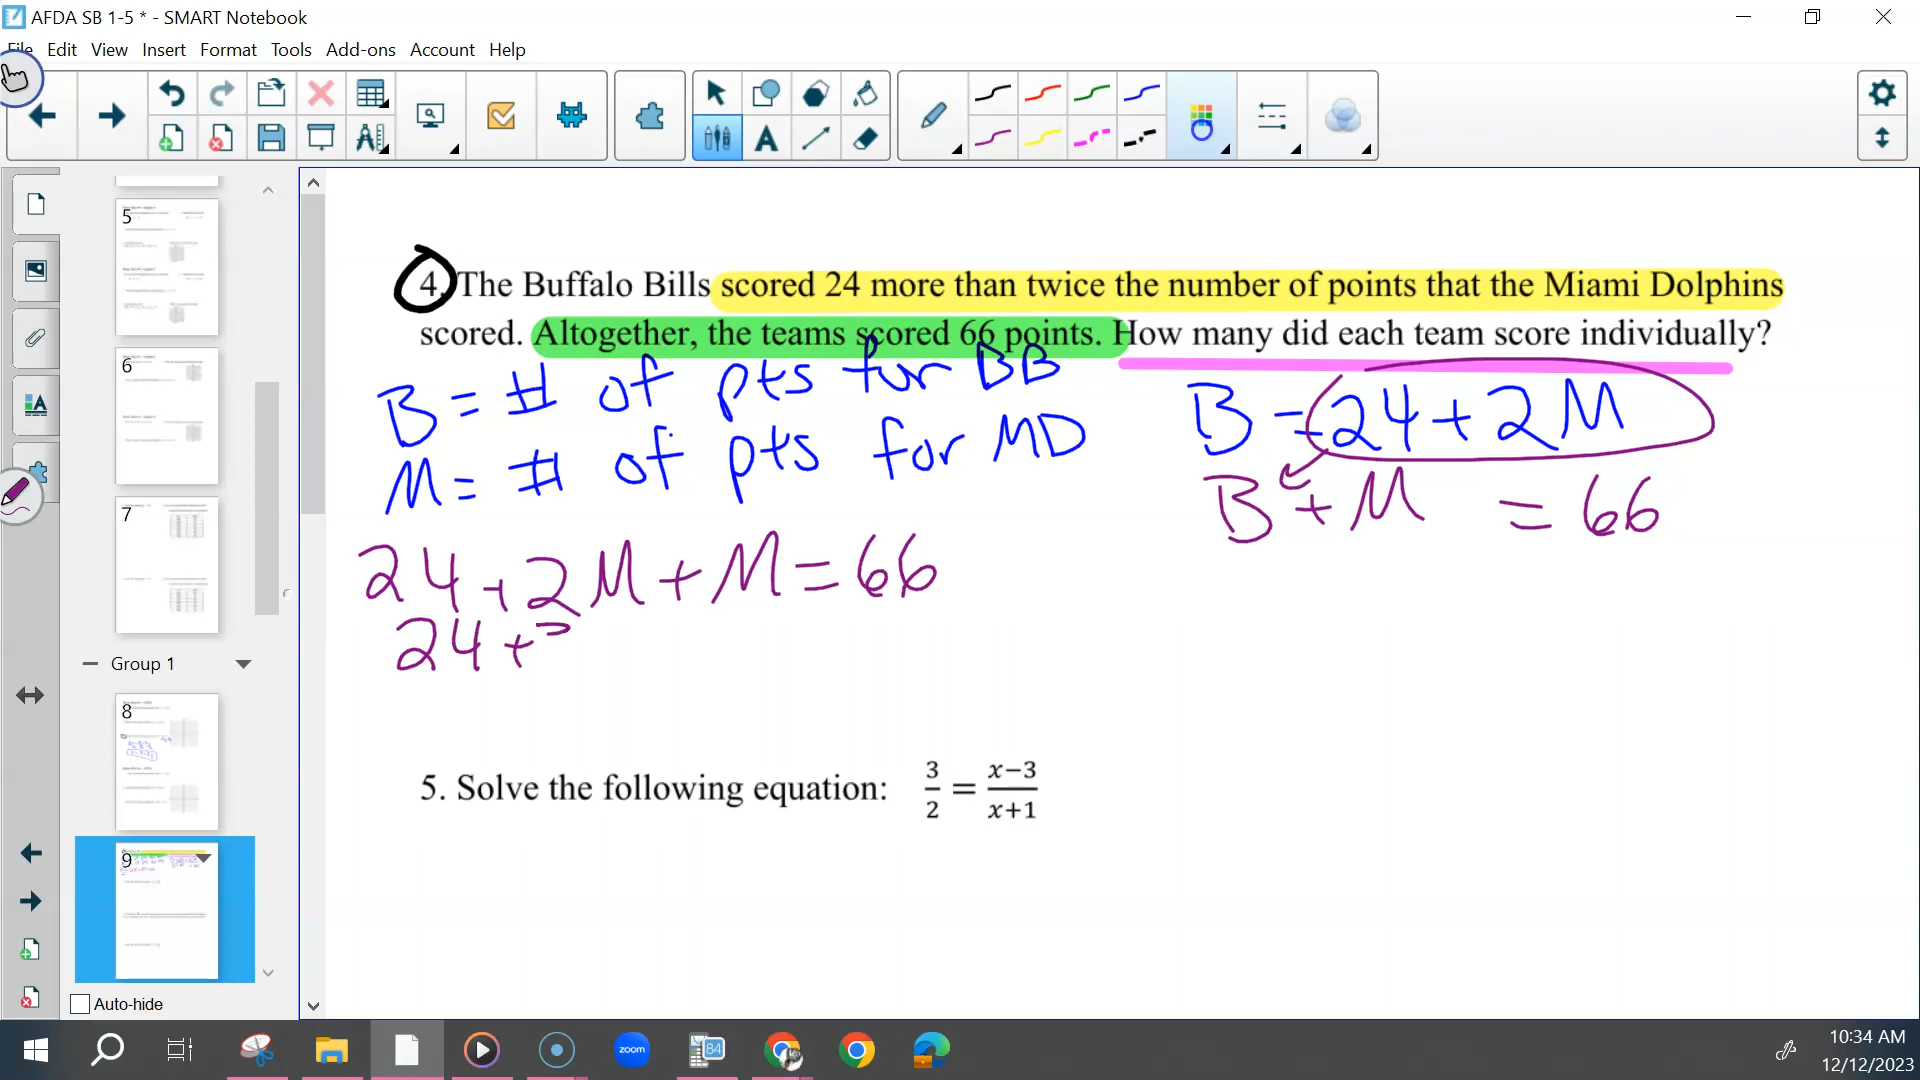 AFDA SB 1-5 * - SMART Notebook
File Edit View Insert Format Tools Add-ons Account Help
4. The Buffalo Bills scored 24 more than twice the number of points that the Miami Dolphins
scored. Altogether, the teams scored 66 points. How many did each team score individually?
B = # of pts for BB
M = # of pts for MD
B = 24 + 2M
B + M = 66
24 + 2M + M = 66
24 +
5. Solve the following equation: 3/2 = x−3/x+1
5
6
7
Group 1
8
9
Auto-hide
zoom
84
10:34 AM
12/12/2023